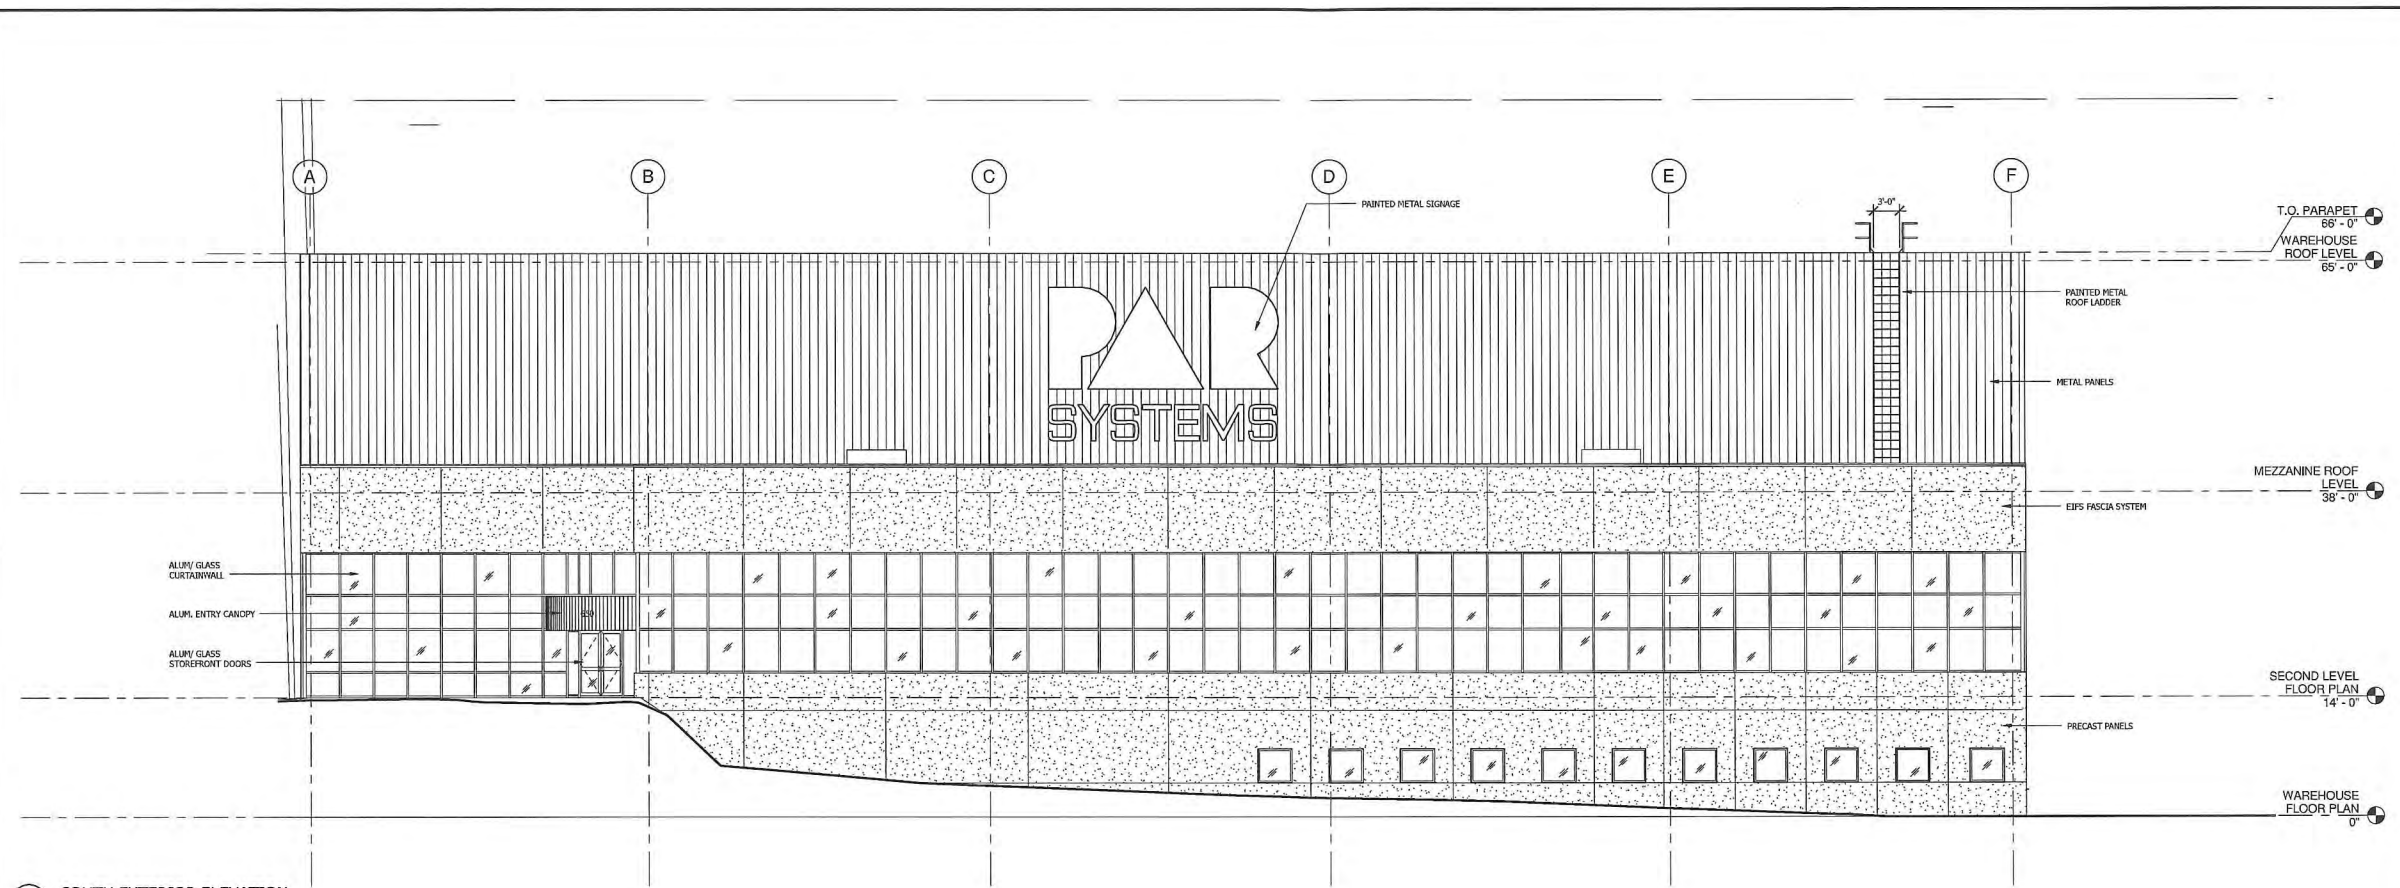 A
B
C
D
E
F
3'-0"
PAINTED METAL SIGNAGE
T.O. PARAPET
66' - 0"
WAREHOUSE
ROOF LEVEL
65' - 0"
PAINTED METAL
ROOF LADDER
PAR
SYSTEMS
METAL PANELS
MEZZANINE ROOF
LEVEL
38' - 0"
EIFS FASCIA SYSTEM
ALUM/ GLASS
CURTAINWALL
ALUM. ENTRY CANOPY
ALUM/ GLASS
STOREFRONT DOORS
SECOND LEVEL
FLOOR PLAN
14' - 0"
PRECAST PANELS
WAREHOUSE
FLOOR PLAN
0"